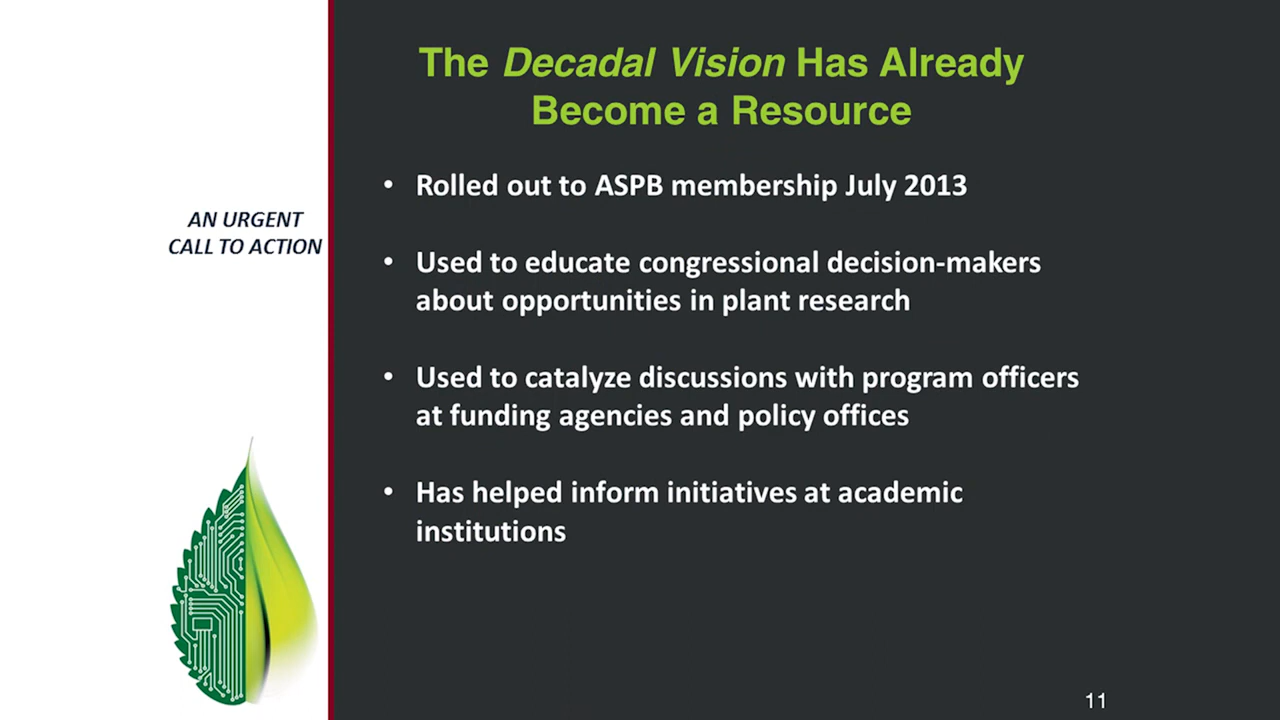 The Decadal Vision Has Already
Become a Resource
AN URGENT
CALL TO ACTION
• Rolled out to ASPB membership July 2013
• Used to educate congressional decision-makers
about opportunities in plant research
• Used to catalyze discussions with program officers
at funding agencies and policy offices
• Has helped inform initiatives at academic
institutions
11